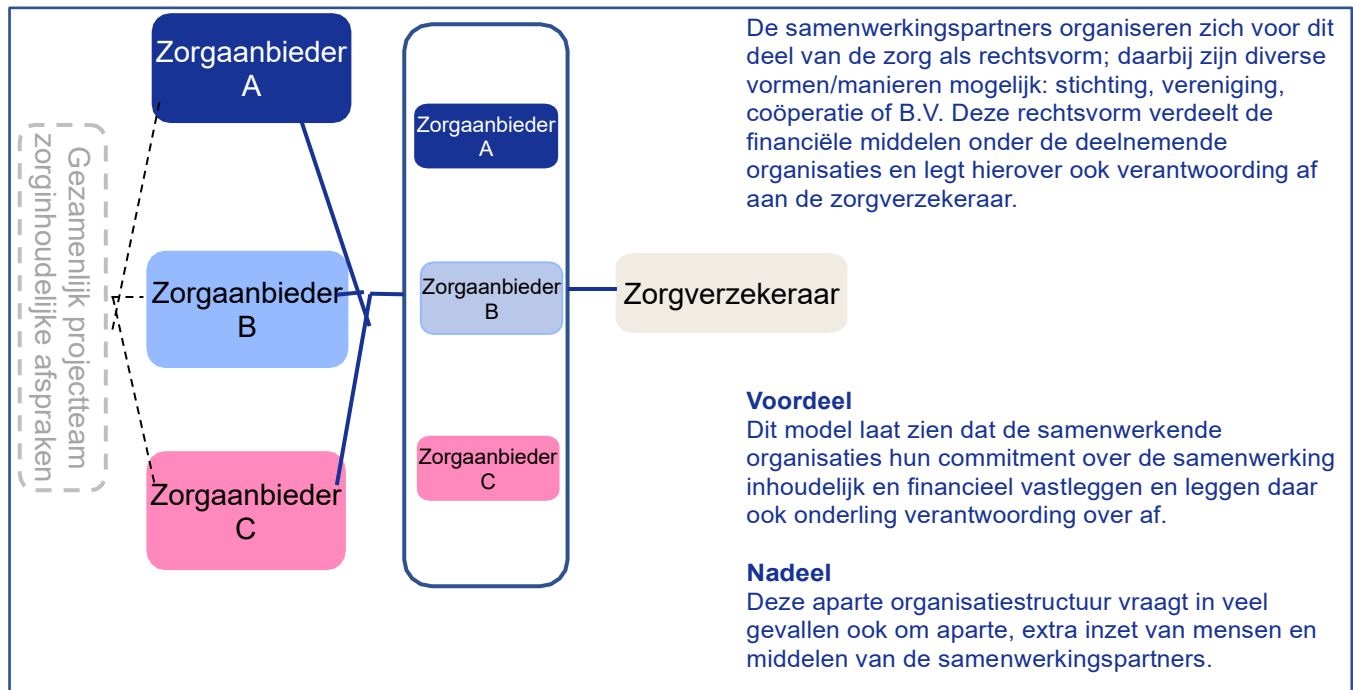 Gezamenlijk projectteam
zorginhoudelijke afspraken
Zorgaanbieder
A
Zorgaanbieder
B
Zorgaanbieder
C
Zorgaanbieder
A
Zorgaanbieder
B
Zorgaanbieder
C
Zorgverzekeraar
De samenwerkingspartners organiseren zich voor dit
deel van de zorg als rechtsvorm; daarbij zijn diverse
vormen/manieren mogelijk: stichting, vereniging,
coöperatie of B.V. Deze rechtsvorm verdeelt de
financiële middelen onder de deelnemende
organisaties en legt hierover ook verantwoording af
aan de zorgverzekeraar.
Voordeel
Dit model laat zien dat de samenwerkende
organisaties hun commitment over de samenwerking
inhoudelijk en financieel vastleggen en leggen daar
ook onderling verantwoording over af.
Nadeel
Deze aparte organisatiestructuur vraagt in veel
gevallen ook om aparte, extra inzet van mensen en
middelen van de samenwerkingspartners.